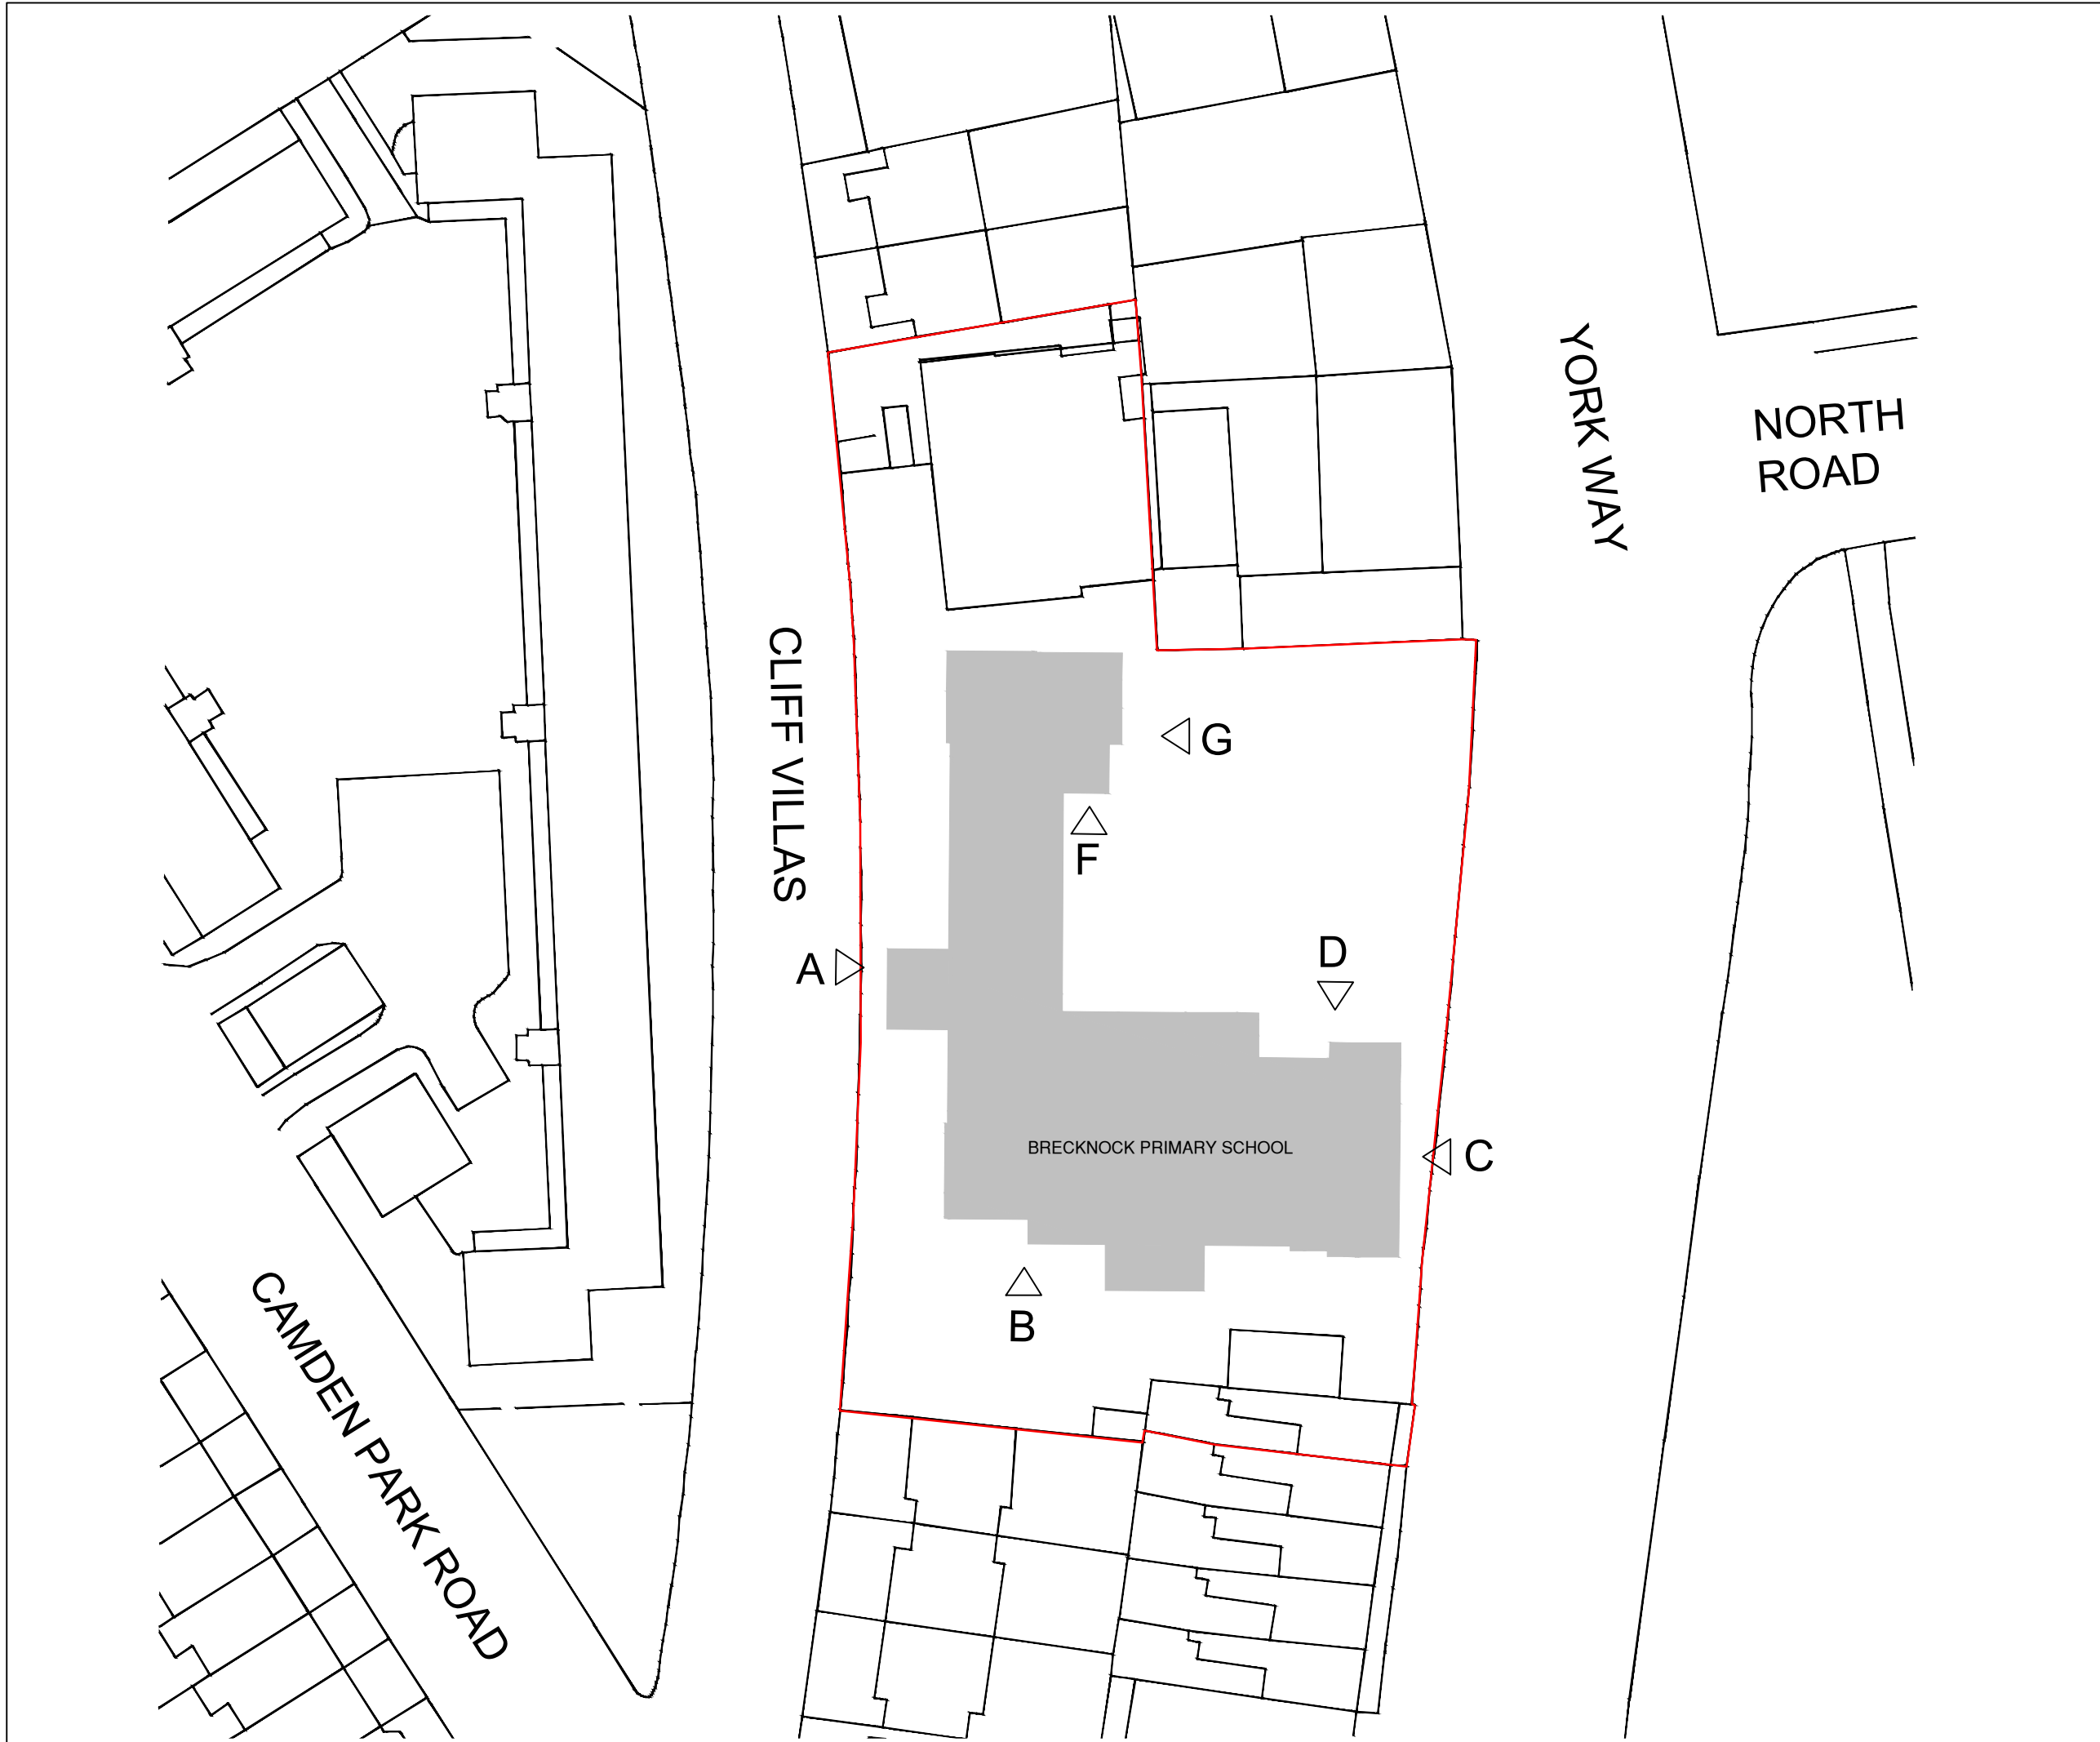 YORK WAY
NORTH
ROAD
CLIFF VILLAS
G
F
A
D
BRECKNOCK PRIMARY SCHOOL
C
B
CAMDEN PARK ROAD